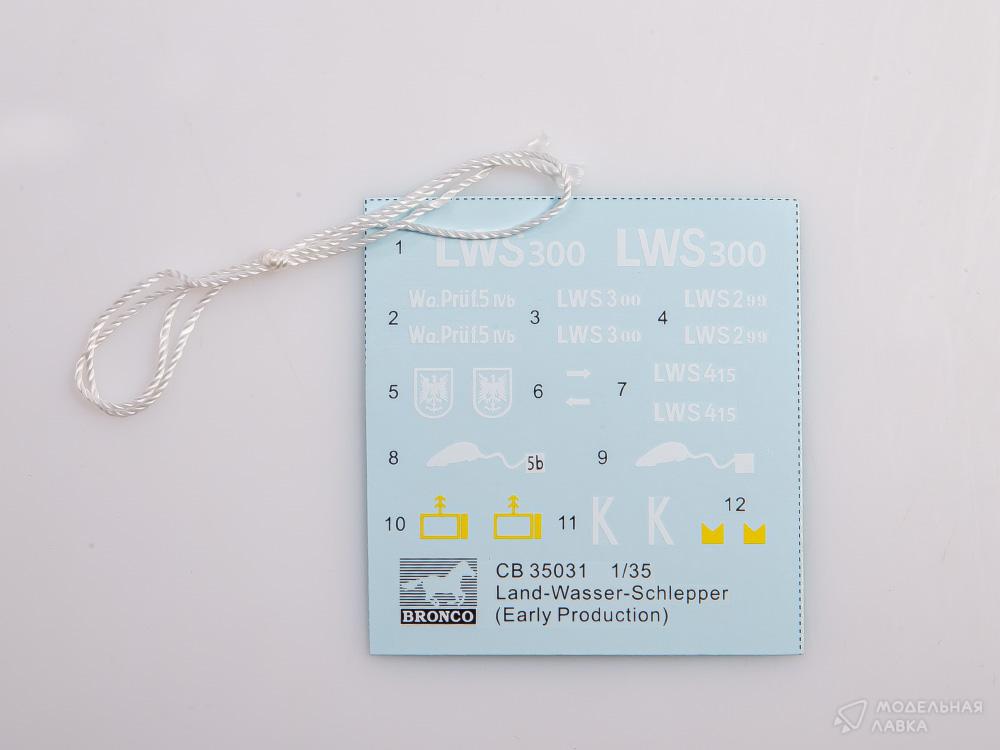 1 LWS300 LWS300
Wa.Prüf.5 IVb LWS300 LWS299
2 3 4
Wa.Prüf.5 IVb LWS300 LWS299
5 6 7 LWS415
LWS415
8 5b 9
10 11 K K 12
CB 35031 1/35
Land-Wasser-Schlepper
BRONCO (Early Production)
МОДЕЛЬНАЯ
ЛАВКА